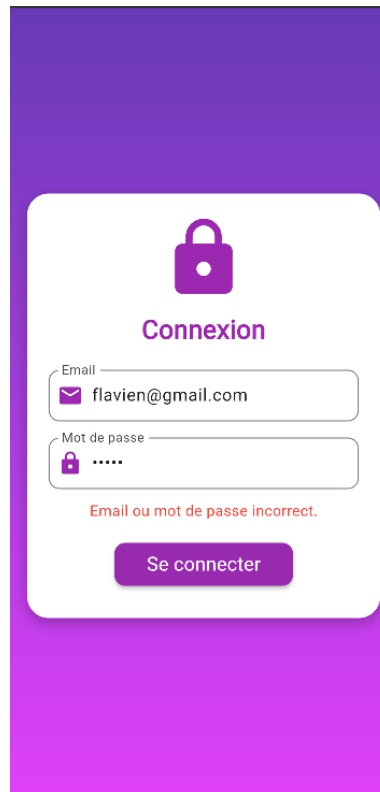 Connexion
Email
flavien@gmail.com
Mot de passe
•••••
Email ou mot de passe incorrect.
Se connecter